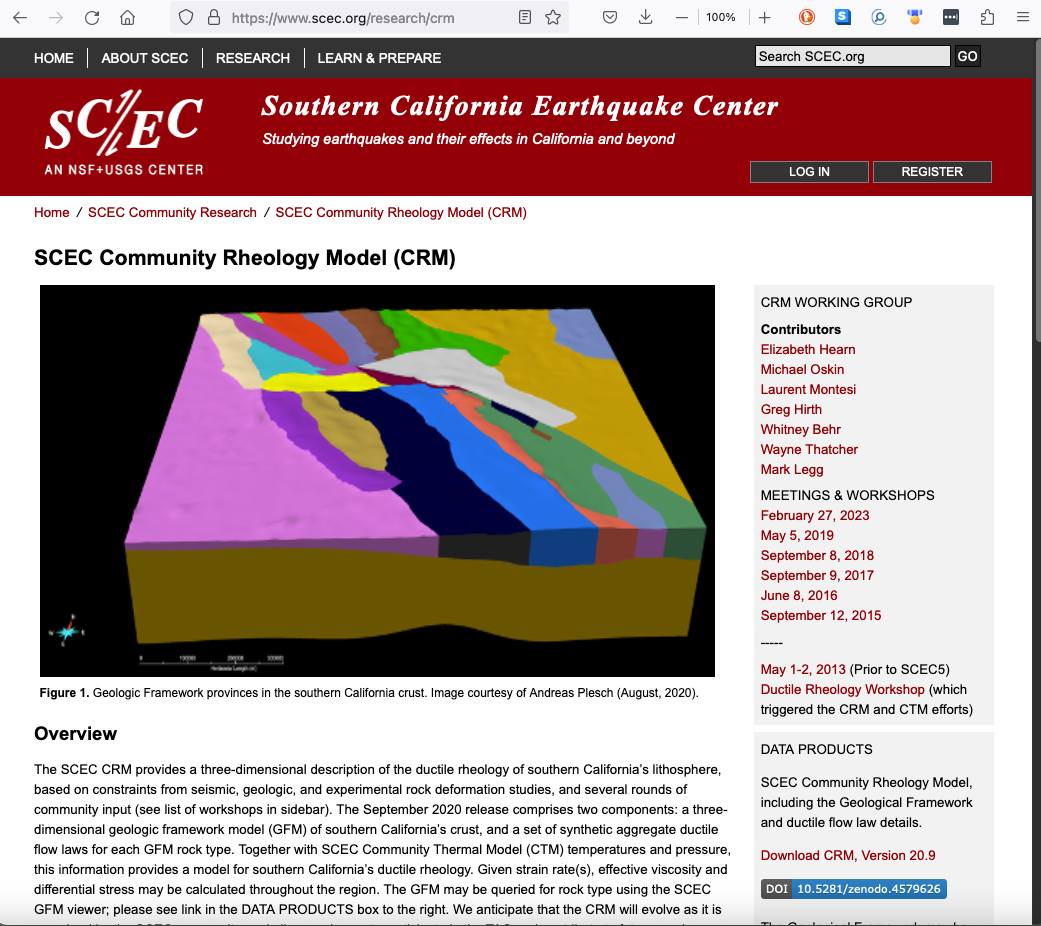 https://www.scec.org/research/crm
100%
HOME
ABOUT SCEC
RESEARCH
LEARN & PREPARE
Search SCEC.org
GO
SC/EC
AN NSF+USGS CENTER
Southern California Earthquake Center
Studying earthquakes and their effects in California and beyond
LOG IN
REGISTER
Home / SCEC Community Research / SCEC Community Rheology Model (CRM)
SCEC Community Rheology Model (CRM)
Figure 1. Geologic Framework provinces in the southern California crust. Image courtesy of Andreas Plesch (August, 2020).
Overview
The SCEC CRM provides a three-dimensional description of the ductile rheology of southern California's lithosphere,
based on constraints from seismic, geologic, and experimental rock deformation studies, and several rounds of
community input (see list of workshops in sidebar). The September 2020 release comprises two components: a three-
dimensional geologic framework model (GFM) of southern California's crust, and a set of synthetic aggregate ductile
flow laws for each GFM rock type. Together with SCEC Community Thermal Model (CTM) temperatures and pressure,
this information provides a model for southern California's ductile rheology. Given strain rate(s), effective viscosity and
differential stress may be calculated throughout the region. The GFM may be queried for rock type using the SCEC
GFM viewer; please see link in the DATA PRODUCTS box to the right. We anticipate that the CRM will evolve as it is
CRM WORKING GROUP
Contributors
Elizabeth Hearn
Michael Oskin
Laurent Montesi
Greg Hirth
Whitney Behr
Wayne Thatcher
Mark Legg
MEETINGS & WORKSHOPS
February 27, 2023
May 5, 2019
September 8, 2018
September 9, 2017
June 8, 2016
September 12, 2015
-----
May 1-2, 2013 (Prior to SCEC5)
Ductile Rheology Workshop (which
triggered the CRM and CTM efforts)
DATA PRODUCTS
SCEC Community Rheology Model,
including the Geological Framework
and ductile flow law details.
Download CRM, Version 20.9
DOI 10.5281/zenodo.4579626